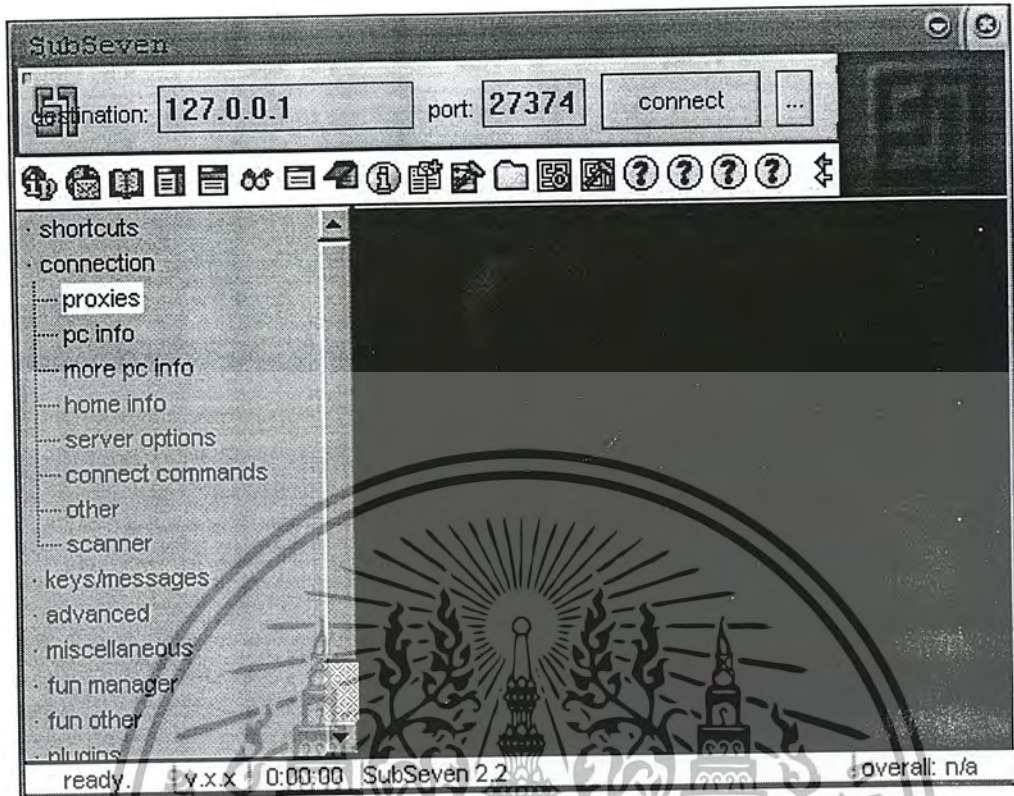 SubSeven
destination: 127.0.0.1 port: 27374 connect ...
shortcuts
connection
proxies
pc info
more pc info
home info
server options
connect commands
other
scanner
keys/messages
advanced
miscellaneous
fun manager
fun other
plugins
ready. v.x.x 0:00:00 SubSeven 2.2 overall: n/a